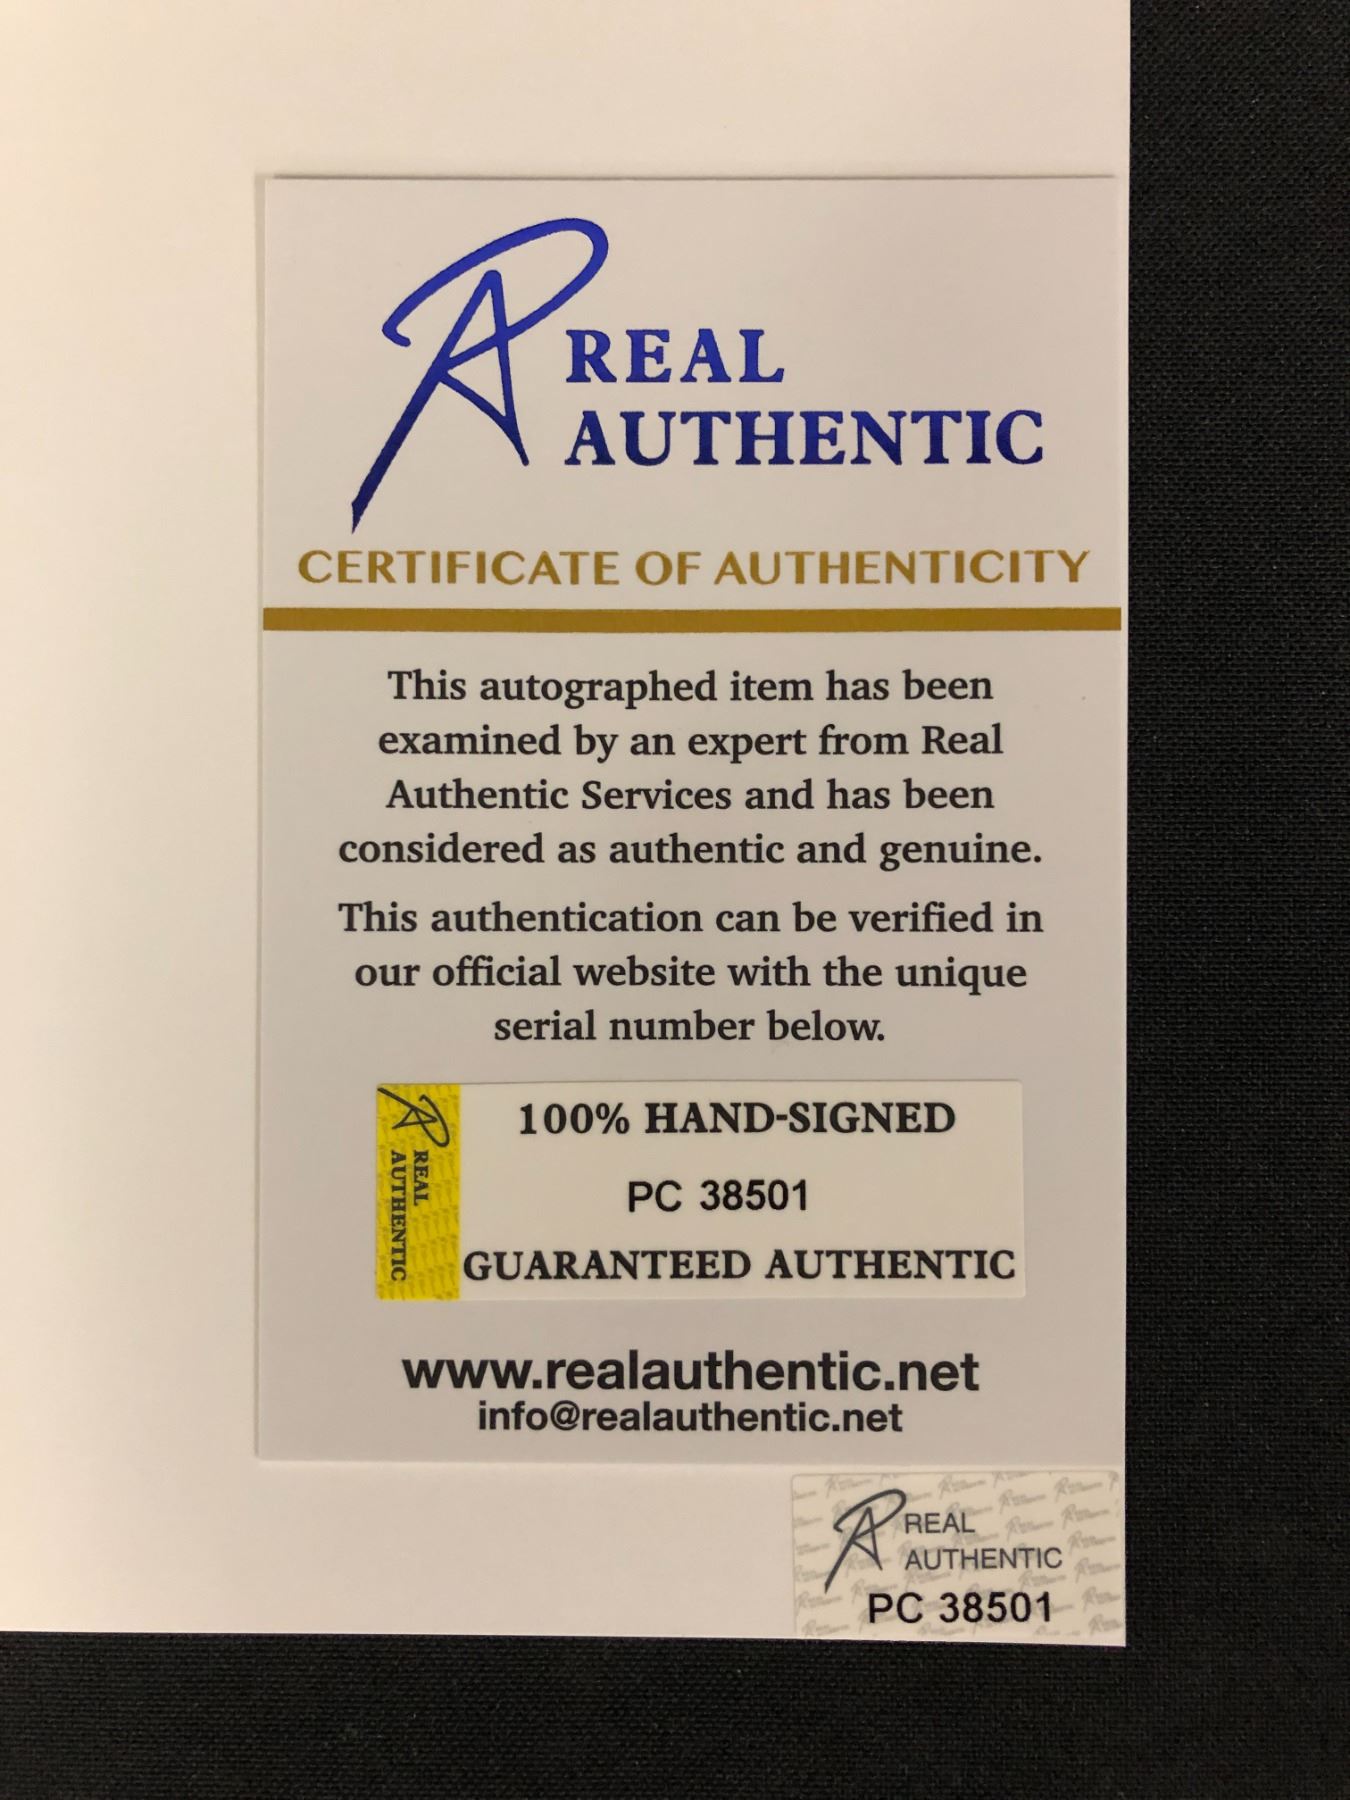 REAL
AUTHENTIC
CERTIFICATE OF AUTHENTICITY
This autographed item has been
examined by an expert from Real
Authentic Services and has been
considered as authentic and genuine.
This authentication can be verified in
our official website with the unique
serial number below.
REAL
AUTHENTIC
100% HAND-SIGNED
PC 38501
GUARANTEED AUTHENTIC
www.realauthentic.net
info@realauthentic.net
REAL
AUTHENTIC
PC 38501